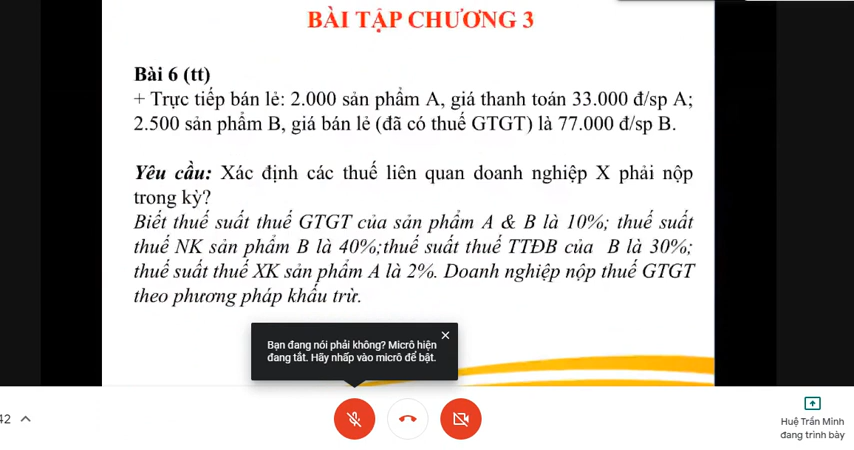 BÀI TẬP CHƯƠNG 3
Bài 6 (tt)
+ Trực tiếp bán lẻ: 2.000 sản phẩm A, giá thanh toán 33.000 đ/sp A;
2.500 sản phẩm B, giá bán lẻ (đã có thuế GTGT) là 77.000 đ/sp B.
Yêu cầu: Xác định các thuế liên quan doanh nghiệp X phải nộp
trong kỳ?
Biết thuế suất thuế GTGT của sản phẩm A & B là 10%; thuế suất
thuế NK sản phẩm B là 40%;thuế suất thuế TTĐB của B là 30%;
thuế suất thuế XK sản phẩm A là 2%. Doanh nghiệp nộp thuế GTGT
theo phương pháp khấu trừ.
Bạn đang nói phải không? Micrô hiện
đang tắt. Hãy nhấp vào micrô để bật.
42
Huệ Trần Minh
đang trình bày